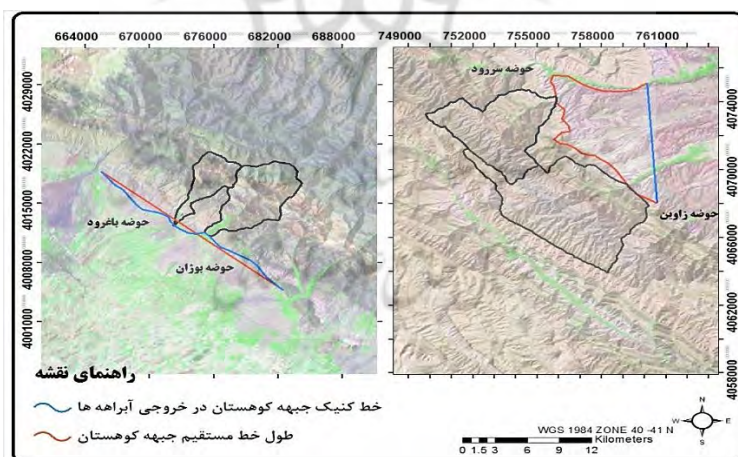 664000 670000 676000 682000 688000
749000 752000 755000 758000 761000
4029000
4022000
4015000
4008000
4001000
حوضه باغرود
حوضه بوژان
حوضه سررود
حوضه زاوین
4074000
4070000
4066000
4062000
4058000
راهنمای نقشه
خط کنیک جبهه کوهستان در خروجی آبراهه ها
طول خط مستقیم جبهه کوهستان
WGS 1984 ZONE 40 -41 N
Kilometers
0 1.5 3 6 9 12
N
W E
S